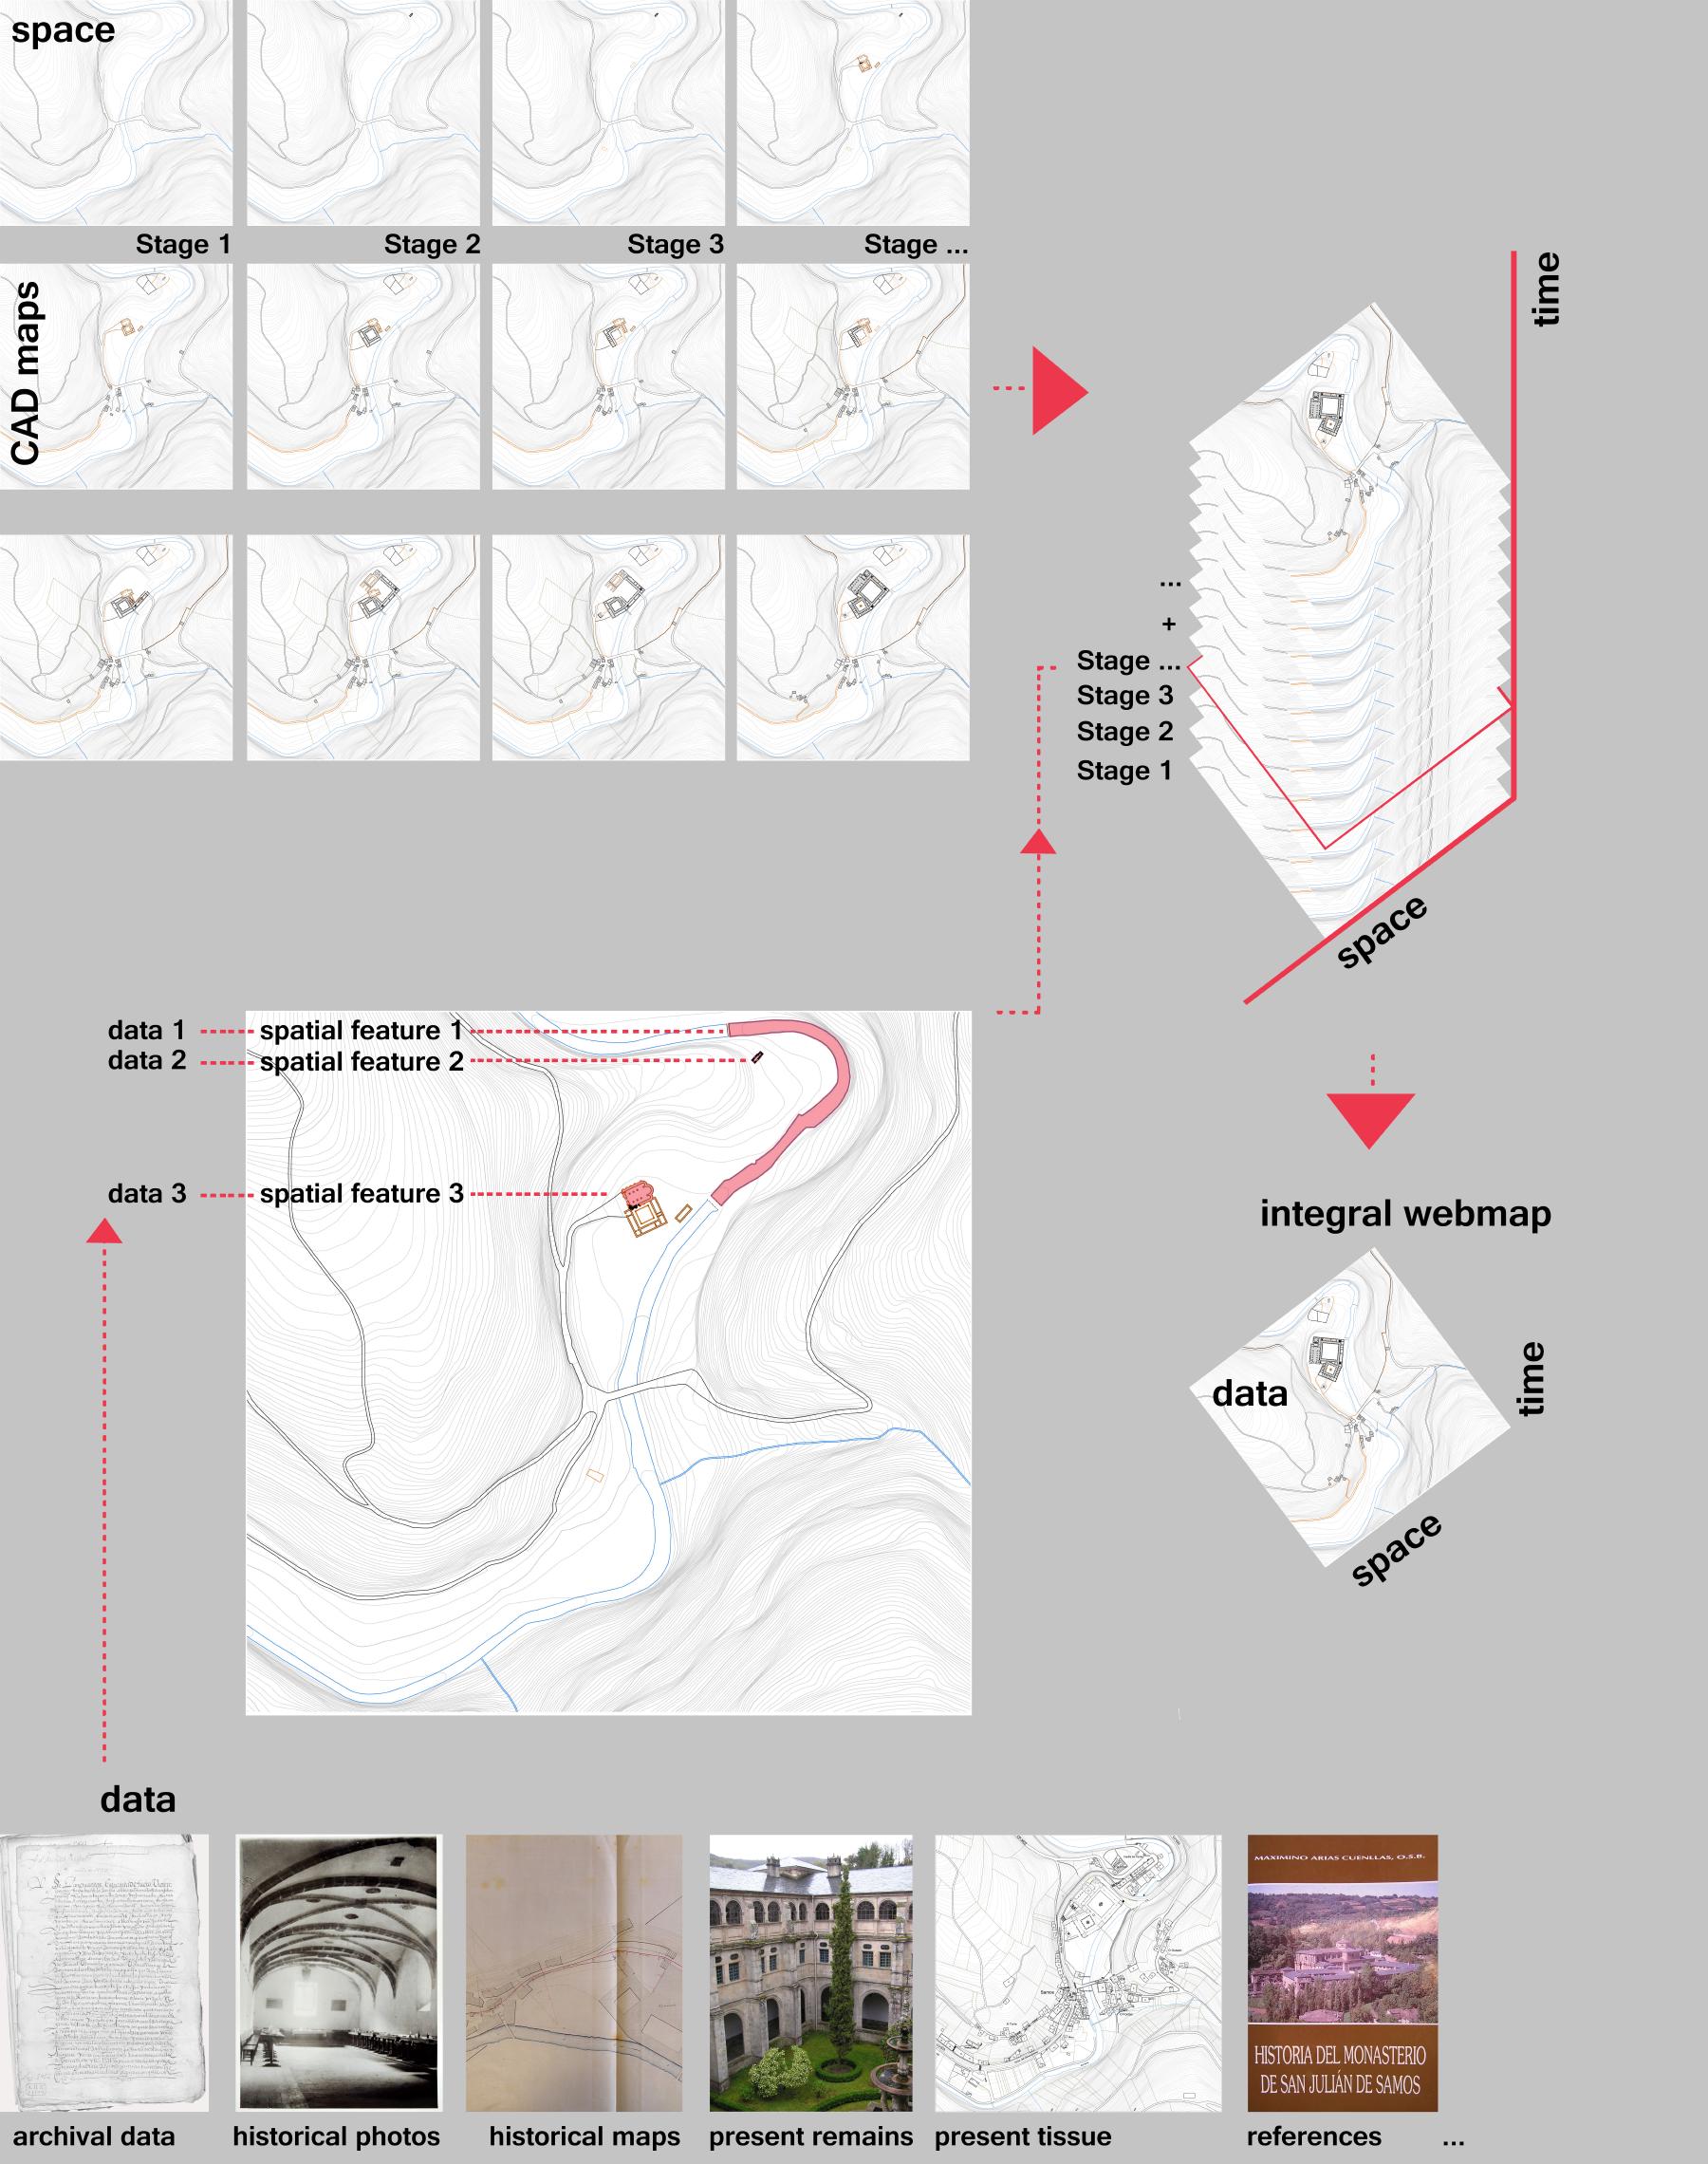 space
Stage 1
Stage 2
Stage 3
Stage ...
CAD maps
time
...
+
Stage ...
Stage 3
Stage 2
Stage 1
space
data 1
spatial feature 1
data 2
spatial feature 2
data 3
spatial feature 3
integral webmap
data
time
space
data
MAXIMINO ARIAS CUENLLAS, O.S.B.
HISTORIA DEL MONASTERIO
DE SAN JULIÁN DE SAMOS
Samos
archival data
historical photos
historical maps
present remains
present tissue
references
...